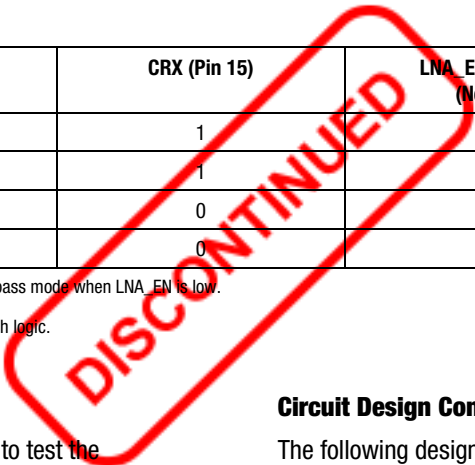 CRX (Pin 15) LNA_E
(N
1
1
0
0
pass mode when LNA_EN is low.
h logic.
DISCONTINUED
Circuit Design Con
to test the
The following design